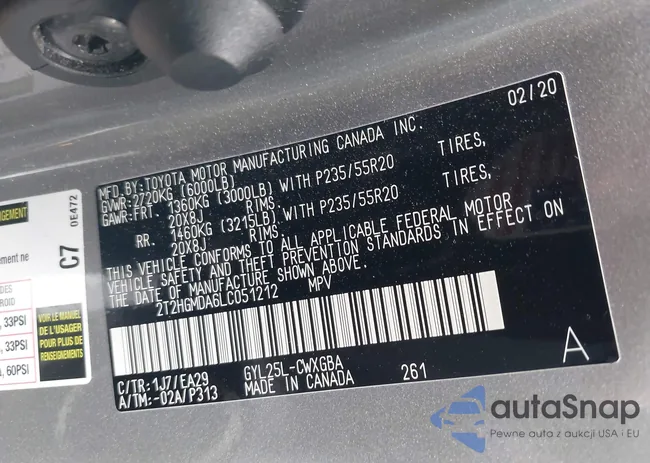 02/20
MFD.BY:TOYOTA MOTOR MANUFACTURING CANADA INC.
GVWR:2720KG (6000LB)
GAWR:FRT. 1360KG (3000LB) WITH P235/55R20 TIRES,
20X8J RIMS,
RR. 1460KG (3215LB) WITH P235/55R20 TIRES,
20X8J RIMS.
THIS VEHICLE CONFORMS TO ALL APPLICABLE FEDERAL MOTOR
VEHICLE SAFETY AND THEFT PREVENTION STANDARDS IN EFFECT ON
THE DATE OF MANUFACTURE SHOWN ABOVE.
2T2HGMDA6LC051212 MPV
C/TR:1J7/EA29 GYL25L-CWXGBA
A/TM:-02A/P313 MADE IN CANADA 261
A
C7
0E472
33PSI
33PSI
60PSI
VOIR LE MANUEL
DE L'USAGER
POUR PLUS DE
RENSEIGNEMENTS
autaSnap
Pewne auta z aukcji USA i EU